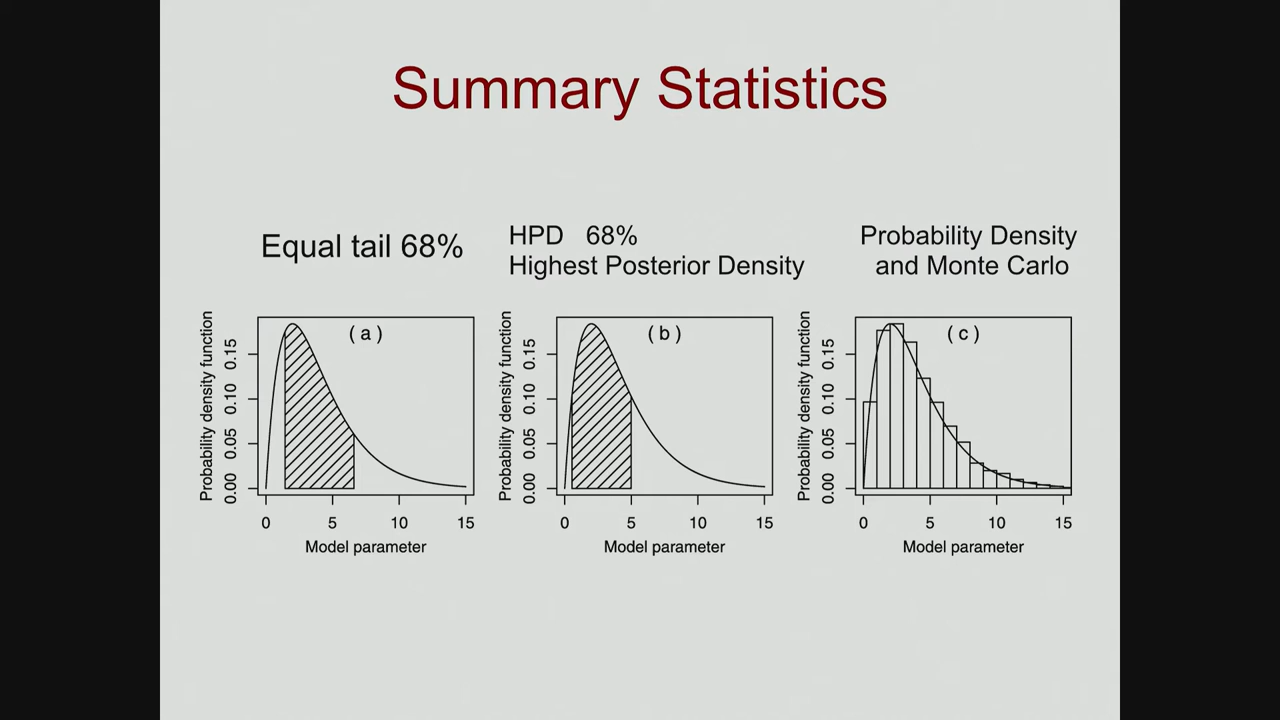 Summary Statistics
Equal tail 68%
HPD 68%
Highest Posterior Density
Probability Density
and Monte Carlo
( a )
Probability density function
0.00 0.05 0.10 0.15
0 5 10 15
Model parameter
( b )
Probability density function
0.00 0.05 0.10 0.15
0 5 10 15
Model parameter
( c )
Probability density function
0.00 0.05 0.10 0.15
0 5 10 15
Model parameter